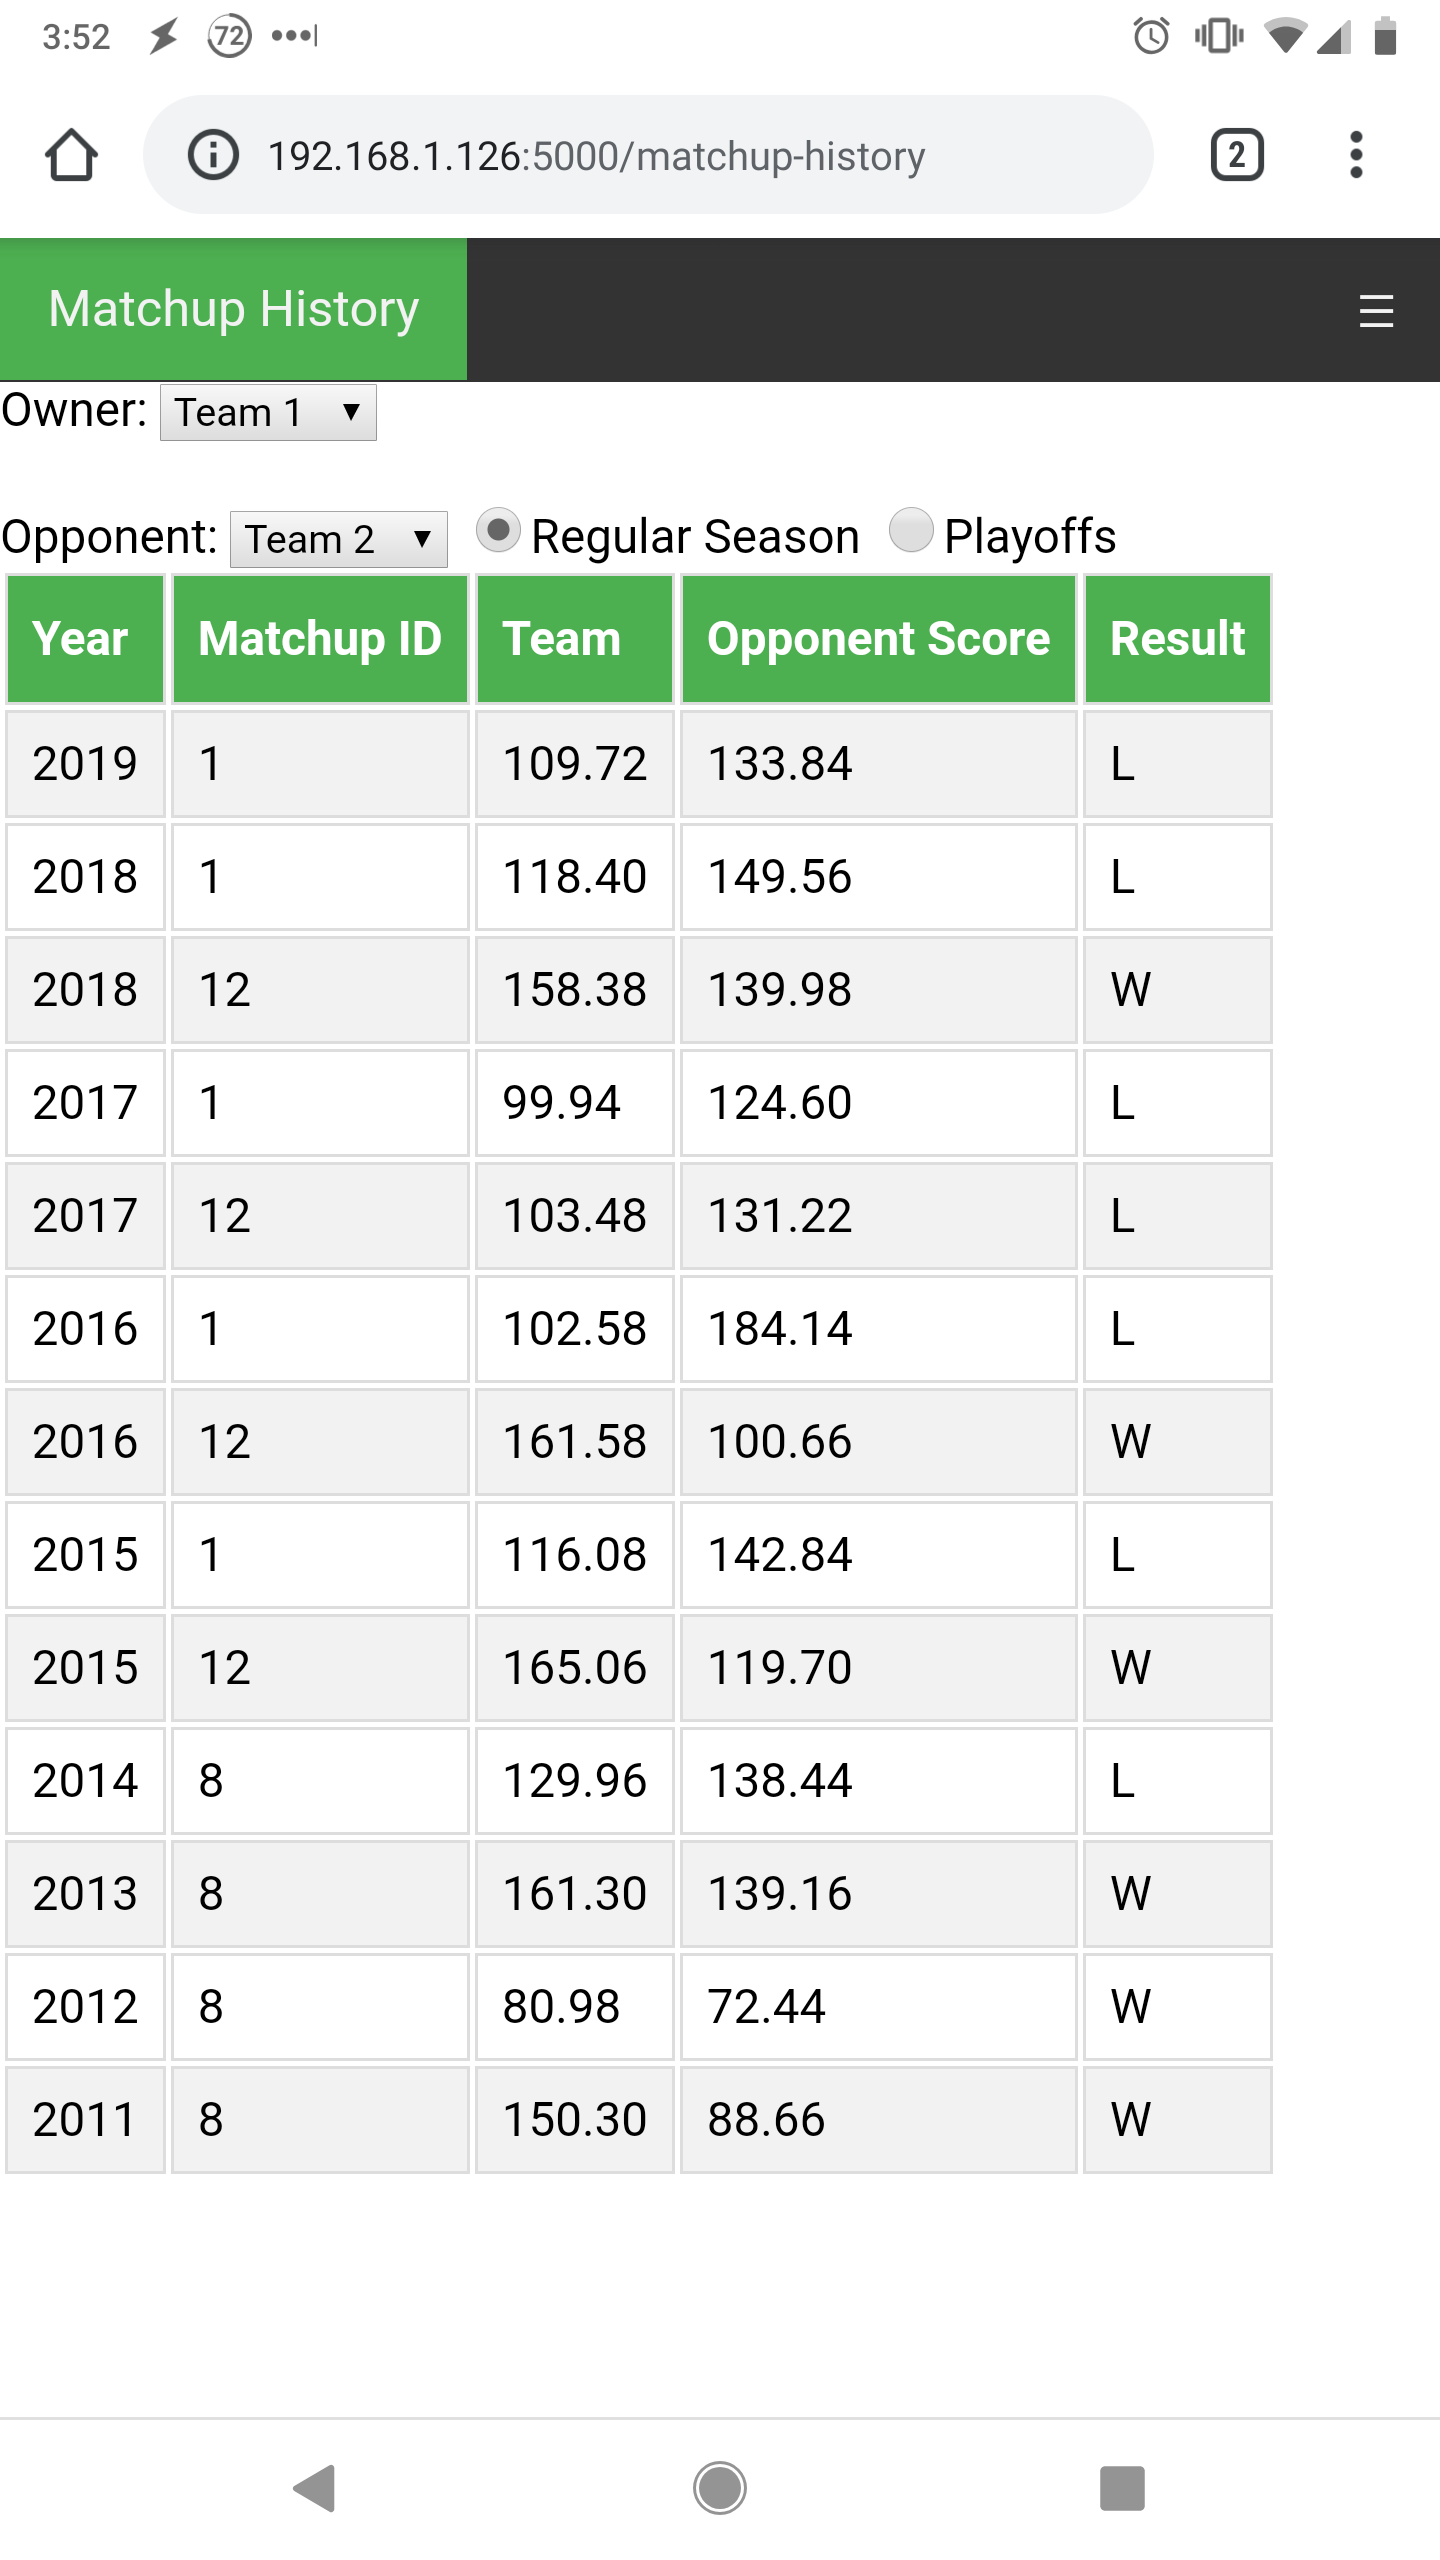 3:52 72
192.168.1.126:5000/matchup-history 2
Matchup History
Owner: Team 1
Opponent: Team 2 Regular Season Playoffs
Year Matchup ID Team Opponent Score Result
2019 1 109.72 133.84 L
2018 1 118.40 149.56 L
2018 12 158.38 139.98 W
2017 1 99.94 124.60 L
2017 12 103.48 131.22 L
2016 1 102.58 184.14 L
2016 12 161.58 100.66 W
2015 1 116.08 142.84 L
2015 12 165.06 119.70 W
2014 8 129.96 138.44 L
2013 8 161.30 139.16 W
2012 8 80.98 72.44 W
2011 8 150.30 88.66 W